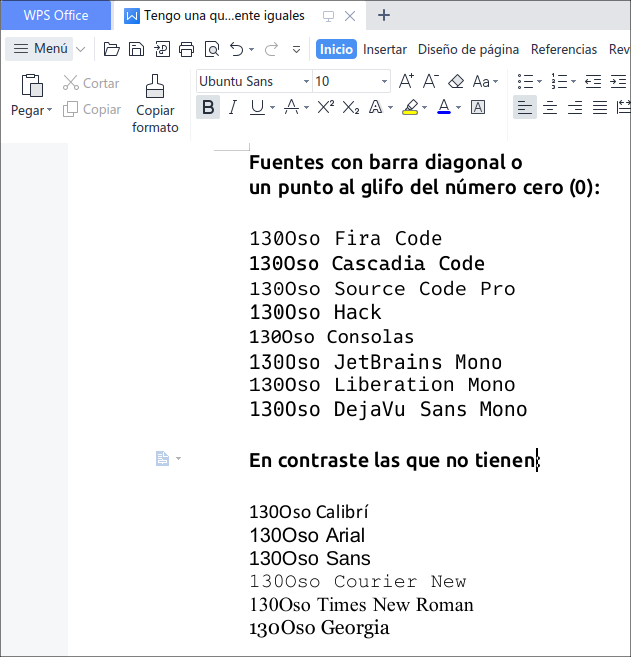 WPS Office
Tengo una qu...ente iguales
Menú
Inicio Insertar Diseño de página Referencias Rev
Pegar
Cortar
Copiar
Copiar formato
Ubuntu Sans 10
Fuentes con barra diagonal o
un punto al glifo del número cero (0):
130Oso Fira Code
130Oso Cascadia Code
130Oso Source Code Pro
130Oso Hack
130Oso Consolas
130Oso JetBrains Mono
130Oso Liberation Mono
130Oso DejaVu Sans Mono
En contraste las que no tienen:
130Oso Calibrí
130Oso Arial
130Oso Sans
130Oso Courier New
130Oso Times New Roman
130Oso Georgia